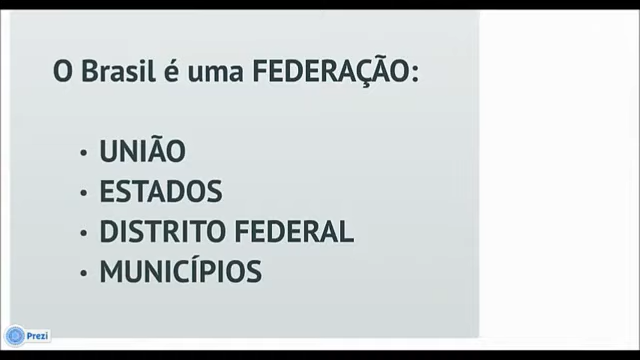 O Brasil é uma FEDERAÇÃO:
• UNIÃO
• ESTADOS
• DISTRITO FEDERAL
• MUNICÍPIOS
Prezi